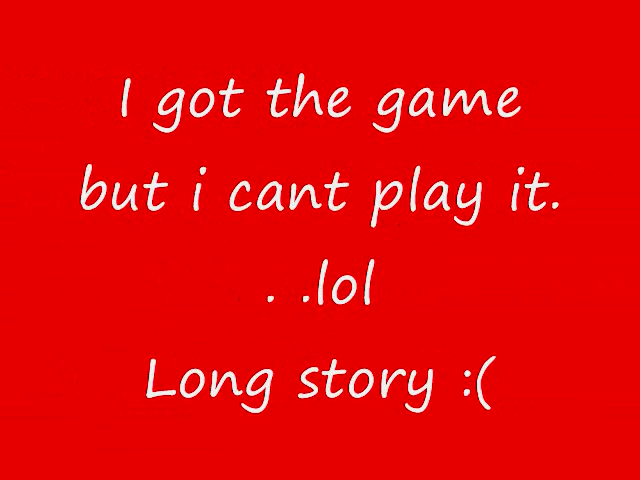 I got the game
but i cant play it.
. .lol
Long story :(